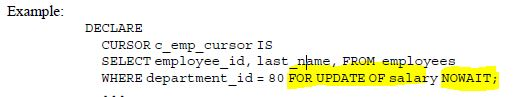 Example:
DECLARE
CURSOR c_emp_cursor IS
SELECT employee_id, last_name, FROM employees
WHERE department_id = 80 FOR UPDATE OF salary NOWAIT;
...